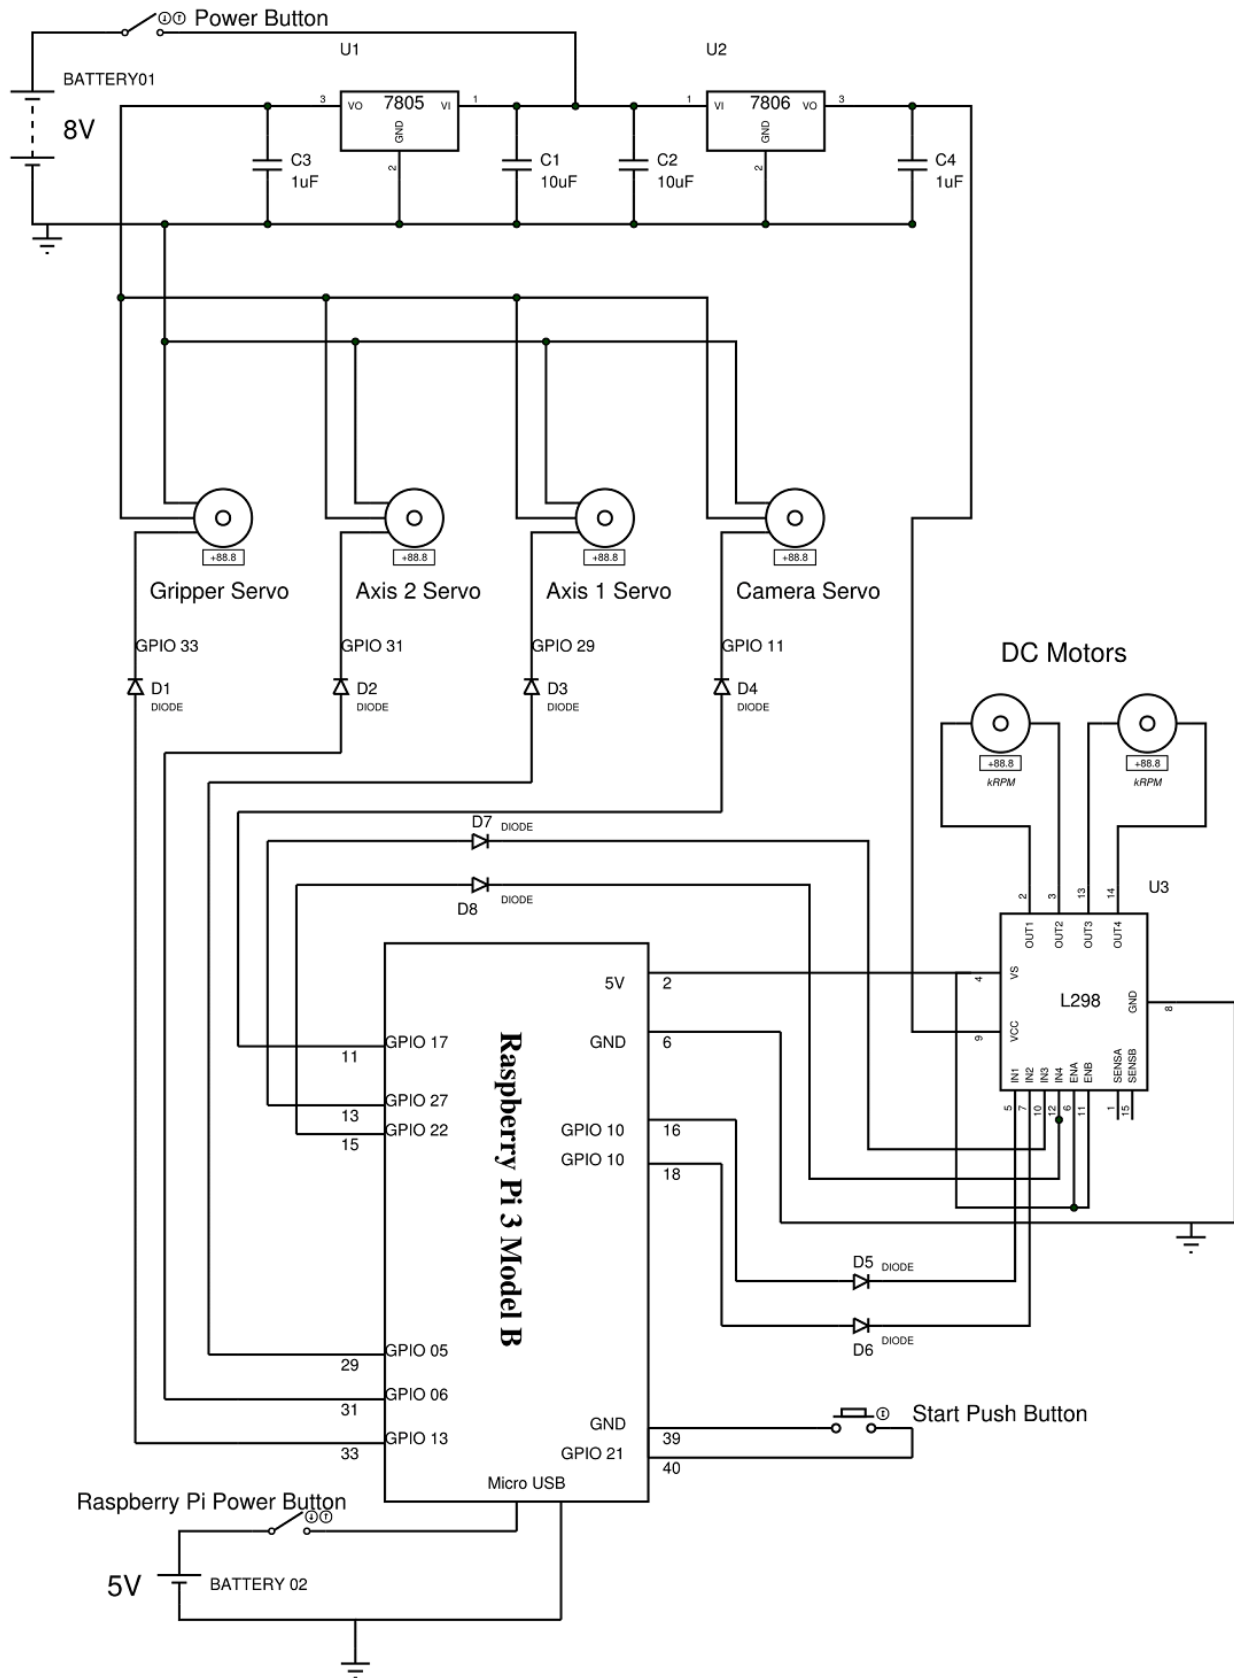 Power Button
U1
U2
BATTERY01
8V
3
VO
7805
VI
1
GND
2
1
VI
7806
VO
3
GND
2
C3
1uF
C1
10uF
C2
10uF
C4
1uF
+88.8
+88.8
+88.8
+88.8
Gripper Servo
Axis 2 Servo
Axis 1 Servo
Camera Servo
GPIO 33
GPIO 31
GPIO 29
GPIO 11
D1
DIODE
D2
DIODE
D3
DIODE
D4
DIODE
DC Motors
+88.8
kRPM
+88.8
kRPM
D7
DIODE
D8
DIODE
U3
2
3
13
14
OUT1
OUT2
OUT3
OUT4
4
VS
L298
GND
8
9
VCC
IN1
IN2
IN3
IN4
ENA
ENB
SENSA
SENSB
5
7
10
12
6
11
1
15
Raspberry Pi 3 Model B
5V
2
GND
6
GPIO 17
11
GPIO 27
13
GPIO 22
15
GPIO 10
16
GPIO 10
18
D5
DIODE
D6
DIODE
GPIO 05
29
GPIO 06
31
GPIO 13
33
GND
39
GPIO 21
40
Start Push Button
Micro USB
Raspberry Pi Power Button
5V
BATTERY 02